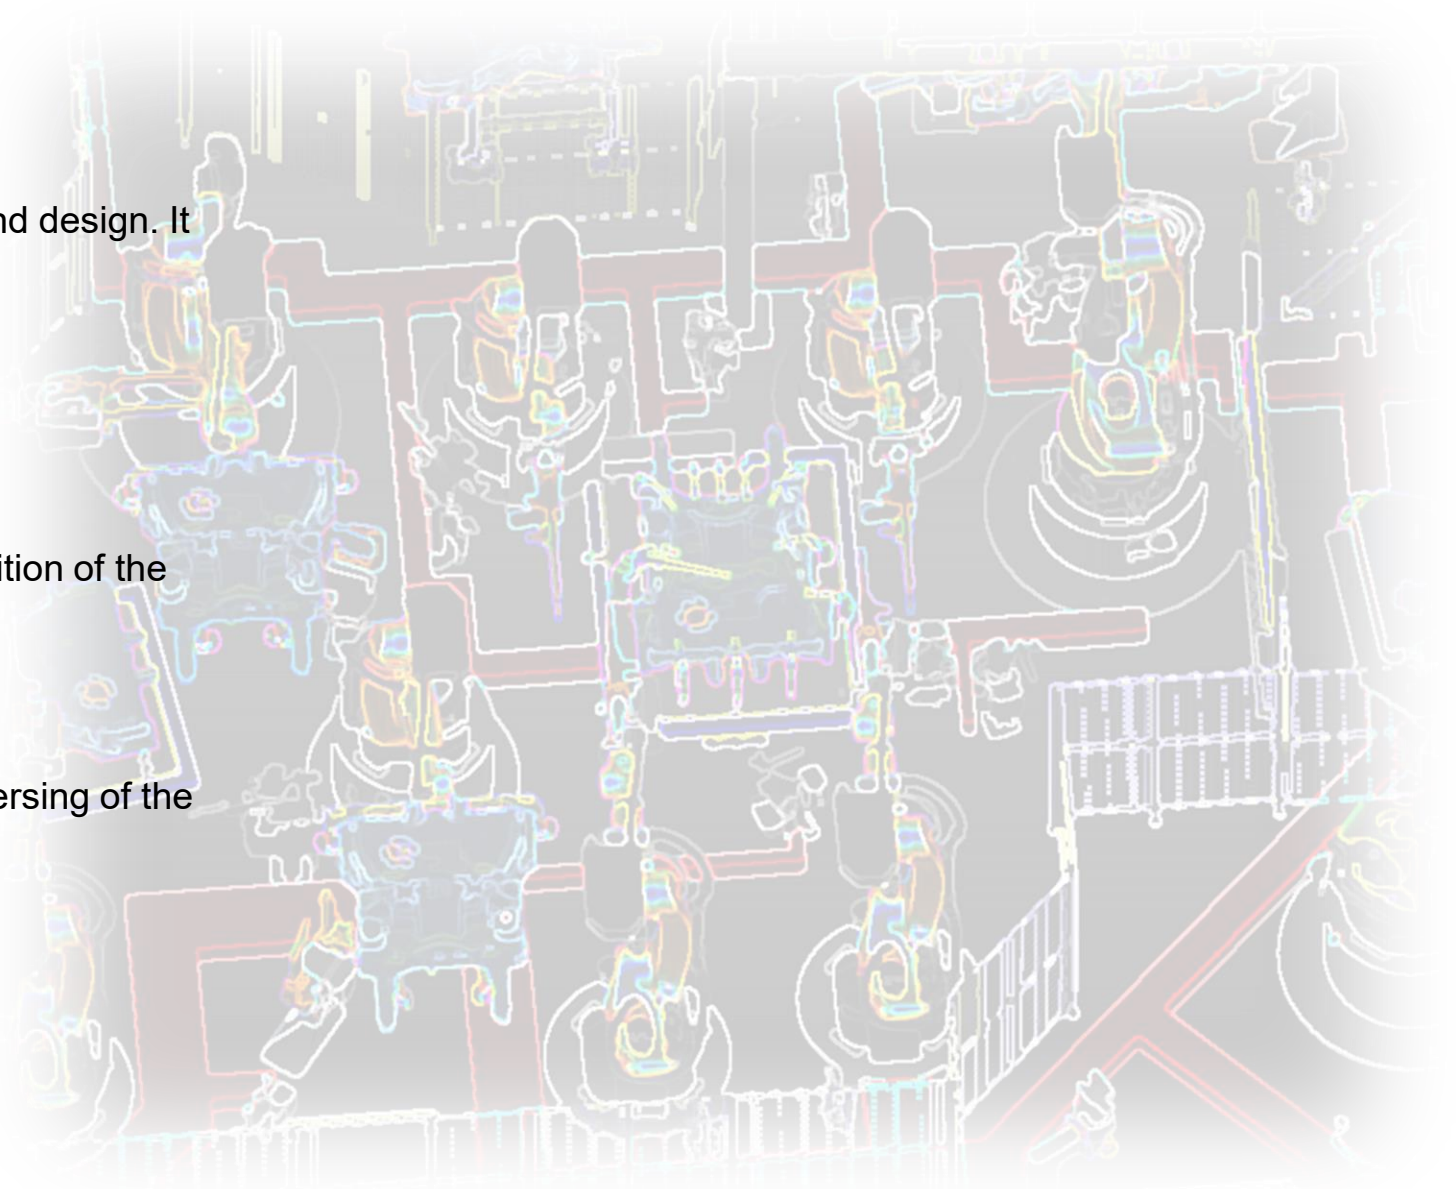 nd design. It
ition of the
ersing of the